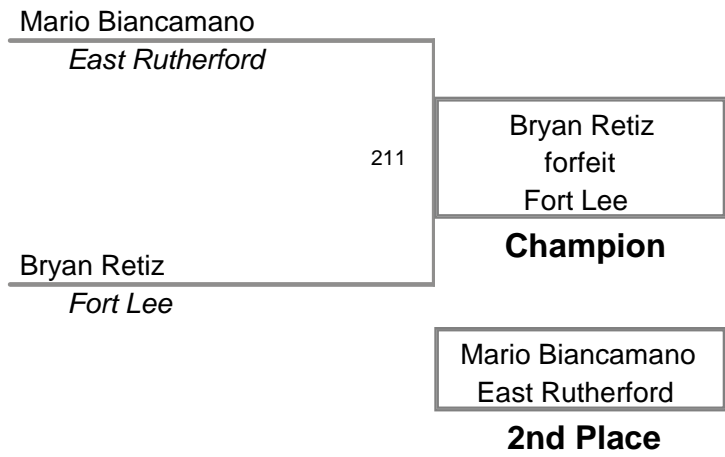 Mario Biancamano
East Rutherford
211
Bryan Retiz
forfeit
Fort Lee
Champion
Bryan Retiz
Fort Lee
Mario Biancamano
East Rutherford
2nd Place